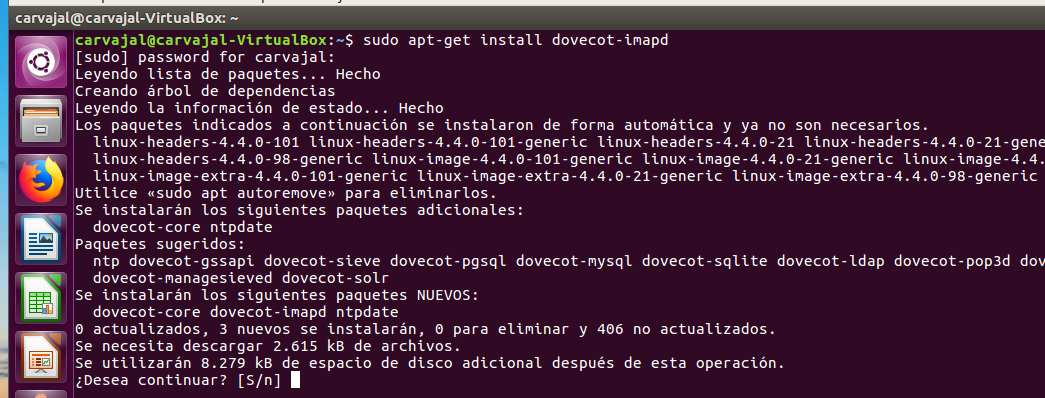 carvajal@carvajal-VirtualBox: ~
carvajal@carvajal-VirtualBox:~$ sudo apt-get install dovecot-imapd
[sudo] password for carvajal:
Leyendo lista de paquetes... Hecho
Creando árbol de dependencias
Leyendo la información de estado... Hecho
Los paquetes indicados a continuación se instalaron de forma automática y ya no son necesarios.
linux-headers-4.4.0-101 linux-headers-4.4.0-101-generic linux-headers-4.4.0-21 linux-headers-4.4.0-21-gene
linux-headers-4.4.0-98-generic linux-image-4.4.0-101-generic linux-image-4.4.0-21-generic linux-image-4.4.
linux-image-extra-4.4.0-101-generic linux-image-extra-4.4.0-21-generic linux-image-extra-4.4.0-98-generic
Utilice «sudo apt autoremove» para eliminarlos.
Se instalarán los siguientes paquetes adicionales:
dovecot-core ntpdate
Paquetes sugeridos:
ntp dovecot-gssapi dovecot-sieve dovecot-pgsql dovecot-mysql dovecot-sqlite dovecot-ldap dovecot-pop3d dov
dovecot-managesieved dovecot-solr
Se instalarán los siguientes paquetes NUEVOS:
dovecot-core dovecot-imapd ntpdate
0 actualizados, 3 nuevos se instalarán, 0 para eliminar y 406 no actualizados.
Se necesita descargar 2.615 kB de archivos.
Se utilizarán 8.279 kB de espacio de disco adicional después de esta operación.
¿Desea continuar? [S/n]